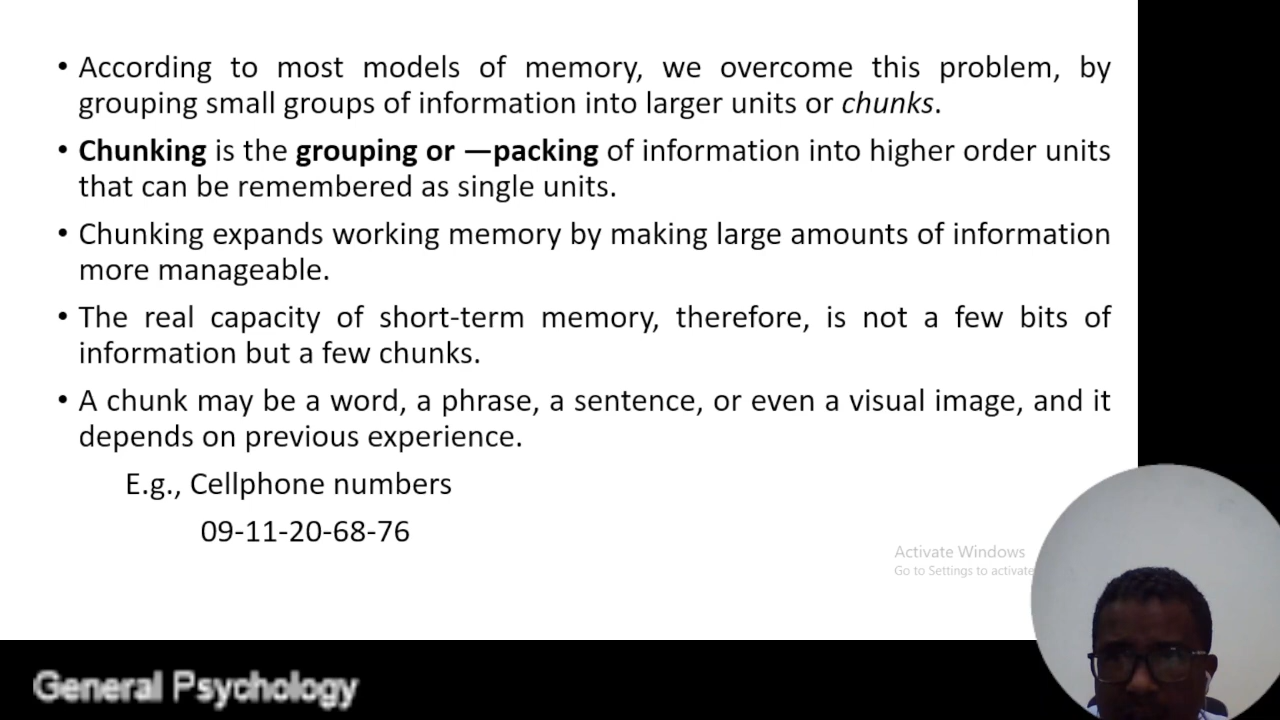 • According to most models of memory, we overcome this problem, by
grouping small groups of information into larger units or chunks.
• Chunking is the grouping or —packing of information into higher order units
that can be remembered as single units.
• Chunking expands working memory by making large amounts of information
more manageable.
• The real capacity of short-term memory, therefore, is not a few bits of
information but a few chunks.
• A chunk may be a word, a phrase, a sentence, or even a visual image, and it
depends on previous experience.
E.g., Cellphone numbers
09-11-20-68-76
Activate Windows
Go to Settings to activate
General Psychology